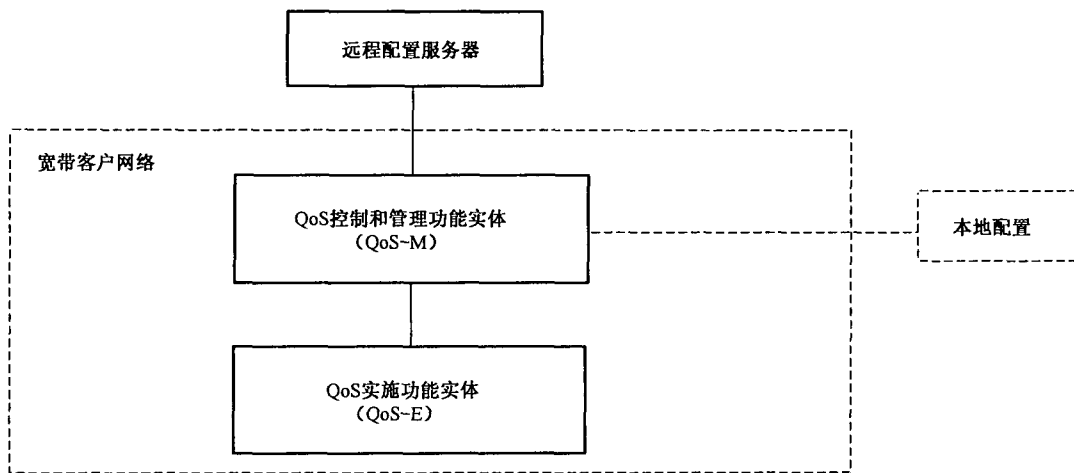 远程配置服务器
宽带客户网络
QoS控制和管理功能实体
（QoS-M）
本地配置
QoS实施功能实体
（QoS-E）